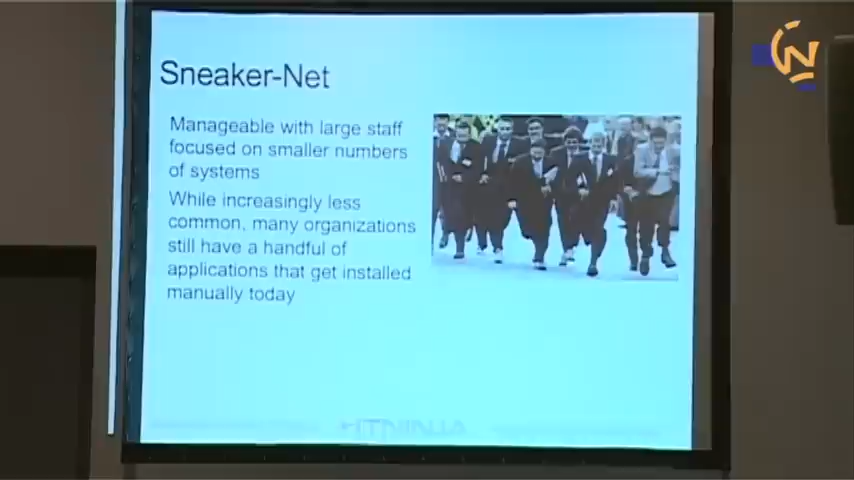 Sneaker-Net
Manageable with large staff
focused on smaller numbers
of systems
While increasingly less
common, many organizations
still have a handful of
applications that get installed
manually today